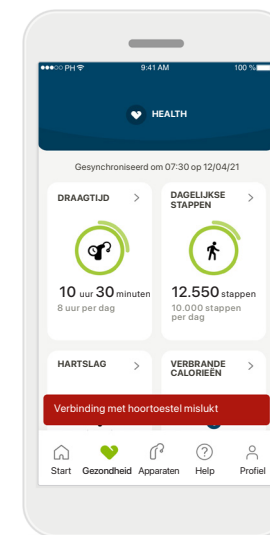 PH 9:41 AM 100 %
HEALTH
Gesynchroniseerd om 07:30 op 12/04/21
DRAAGTIJD
10 uur 30 minuten
8 uur per dag
DAGELIJKSE
STAPPEN
12.550 stappen
10.000 stappen
per dag
HARTSLAG
VERBRANDE
CALORIEËN
Verbinding met hoortoestel mislukt
Start Gezondheid Apparaten Help Profiel